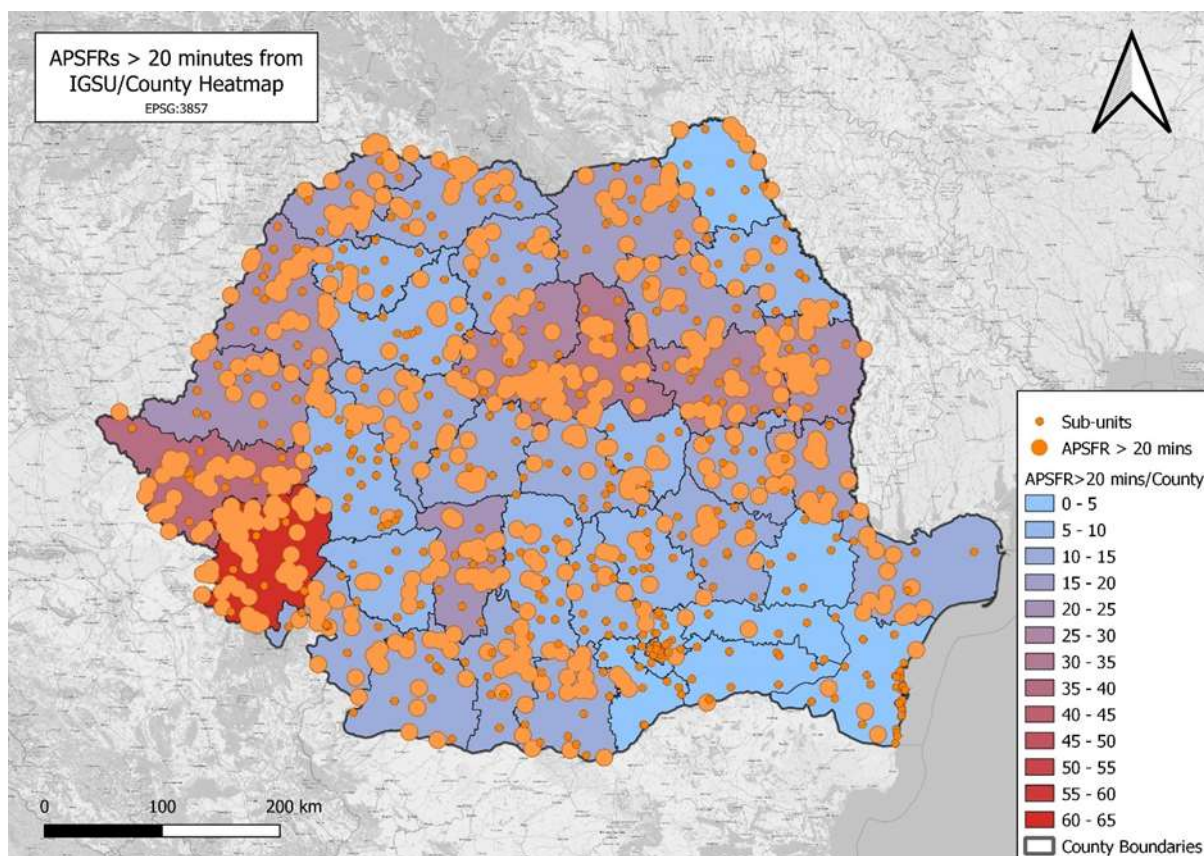 APSFRs > 20 minutes from
IGSU/County Heatmap
EPSG:3857
Sub-units
APSFR > 20 mins
APSFR>20 mins/County
0 - 5
5 - 10
10 - 15
15 - 20
20 - 25
25 - 30
30 - 35
35 - 40
40 - 45
45 - 50
50 - 55
55 - 60
60 - 65
County Boundaries
0 100 200 km